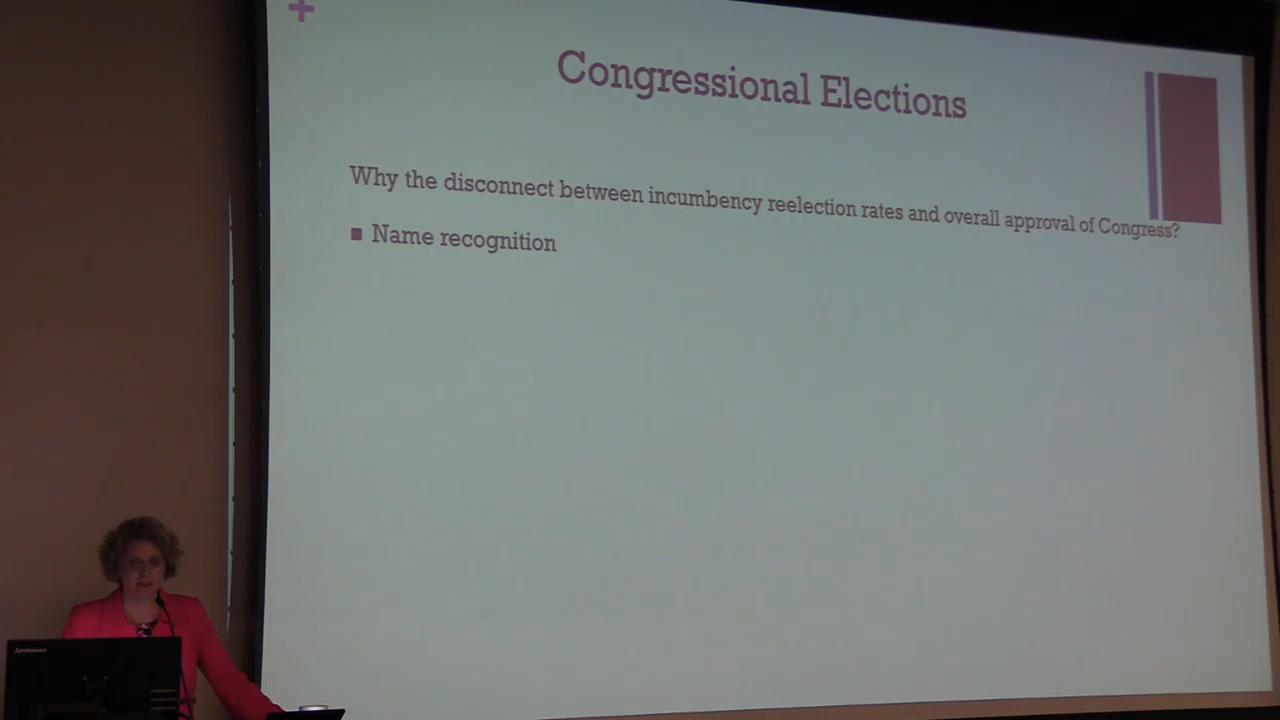 Congressional Elections
Why the disconnect between incumbency reelection rates and overall approval of Congress?
Name recognition